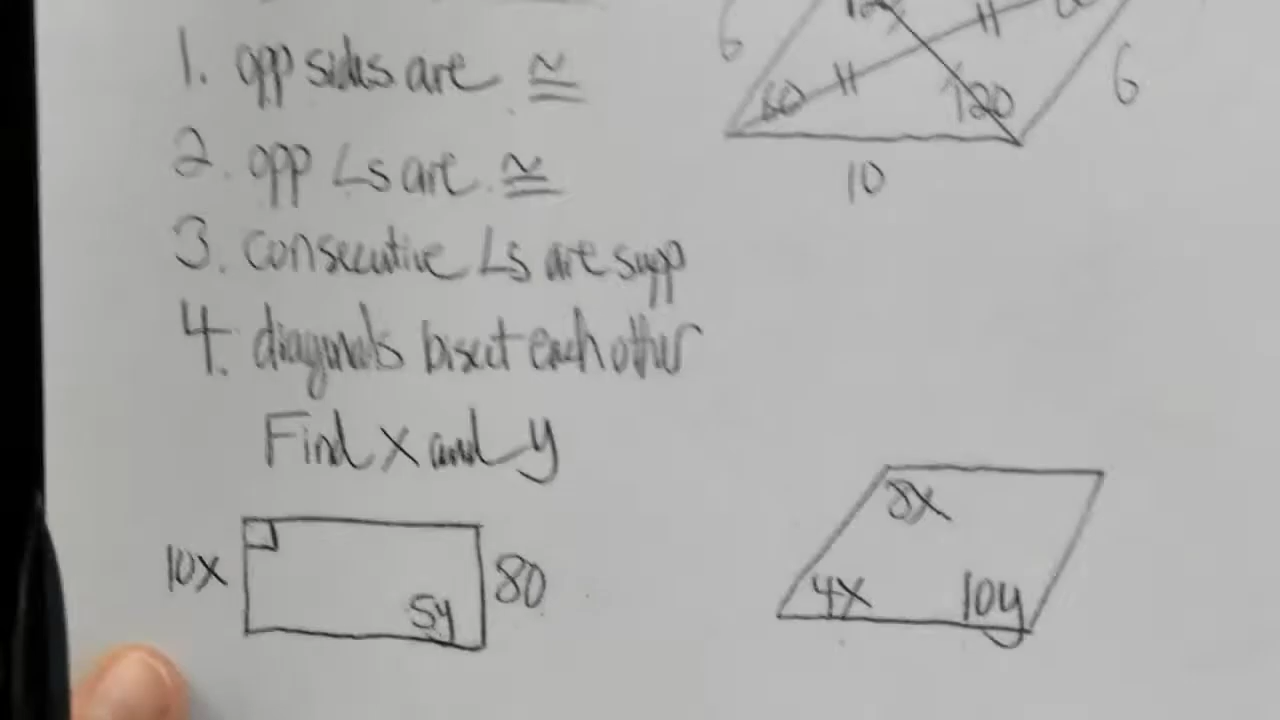 1. opp sides are ≅
2. opp ∠s are ≅
3. consecutive ∠s are supp
4. diagonals bisect each other
Find x and y
6
60
120
6
10
10x
5y
80
8x
4x
10y